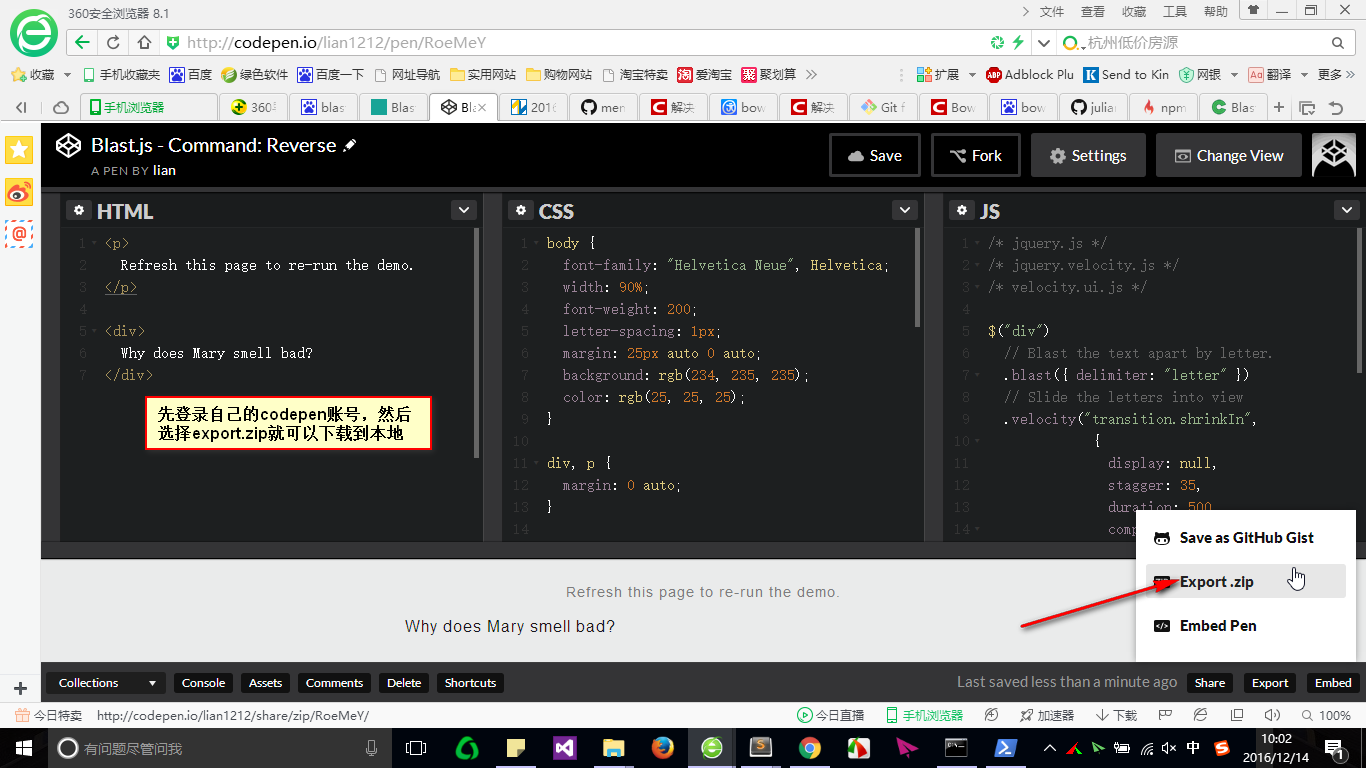 360安全浏览器 8.1
文件 查看 收藏 工具 帮助
http://codepen.io/lian1212/pen/RoeMeY
杭州低价房源
收藏 手机收藏夹 百度 绿色软件 百度一下 网址导航 实用网站 购物网站 淘宝特卖 爱淘宝 聚划算 扩展 Adblock Plu Send to Kin 网银 翻译 更多
手机浏览器 360 blas Blas Bla 2016 mer 解决 bow 解决 Git f Bow bow julia npm Blas
Blast.js - Command: Reverse
A PEN BY lian
Save Fork Settings Change View
HTML
1 <p>
2 Refresh this page to re-run the demo.
3 </p>
4
5 <div>
6 Why does Mary smell bad?
7 </div>
先登录自己的codepen账号，然后
选择export.zip就可以下载到本地
CSS
1 body {
2 font-family: "Helvetica Neue", Helvetica;
3 width: 90%;
4 font-weight: 200;
5 letter-spacing: 1px;
6 margin: 25px auto 0 auto;
7 background: rgb(234, 235, 235);
8 color: rgb(25, 25, 25);
9 }
10
11 div, p {
12 margin: 0 auto;
13 }
14
JS
1 /* jquery.js */
2 /* jquery.velocity.js */
3 /* velocity.ui.js */
4
5 $("div")
6 // Blast the text apart by letter.
7 .blast({ delimiter: "letter" })
8 // Slide the letters into view
9 .velocity("transition.shrinkIn",
10 {
11 display: null,
12 stagger: 35,
13 duration: 500
14 comp
Save as GitHub Gist
Export .zip
Embed Pen
Refresh this page to re-run the demo.
Why does Mary smell bad?
Collections Console Assets Comments Delete Shortcuts Last saved less than a minute ago Share Export Embed
今日特卖 http://codepen.io/lian1212/share/zip/RoeMeY/ 今日直播 手机浏览器 加速器 下载 100%
有问题尽管问我 中 10:02
2016/12/14 1